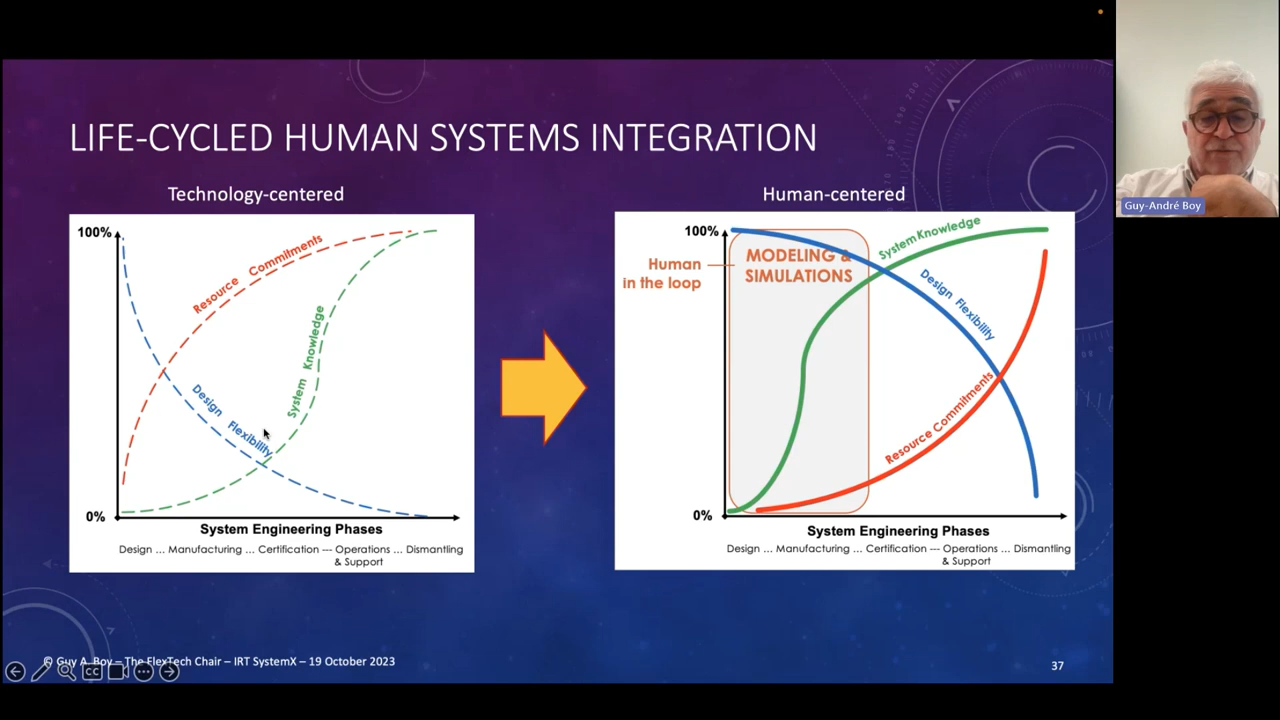 LIFE-CYCLED HUMAN SYSTEMS INTEGRATION
Technology-centered
100%
Resource Commitments
System Knowledge
Design Flexibility
0%
System Engineering Phases
Design ... Manufacturing ... Certification --- Operations ... Dismantling
& Support
Human-centered
100%
Human
in the loop
MODELING &
SIMULATIONS
System Knowledge
Design Flexibility
Resource Commitments
0%
System Engineering Phases
Design ... Manufacturing ... Certification --- Operations ... Dismantling
& Support
© Guy A. Boy – The FlexTech Chair – IRT SystemX – 19 October 2023
CC
37
Guy-André Boy